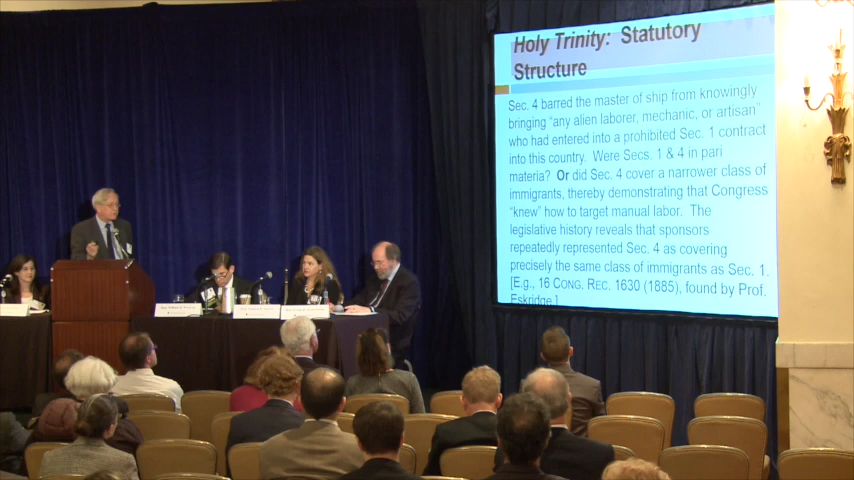 Holy Trinity: Statutory
Structure
Sec. 4 barred the master of ship from knowingly
bringing “any alien laborer, mechanic, or artisan”
who had entered into a prohibited Sec. 1 contract
into this country. Were Secs. 1 & 4 in pari
materia? Or did Sec. 4 cover a narrower class of
immigrants, thereby demonstrating that Congress
“knew” how to target manual labor. The
legislative history reveals that sponsors
repeatedly represented Sec. 4 as covering
precisely the same class of immigrants as Sec. 1.
[E.g., 16 CONG. REC. 1630 (1885), found by Prof.
Eskridge.]